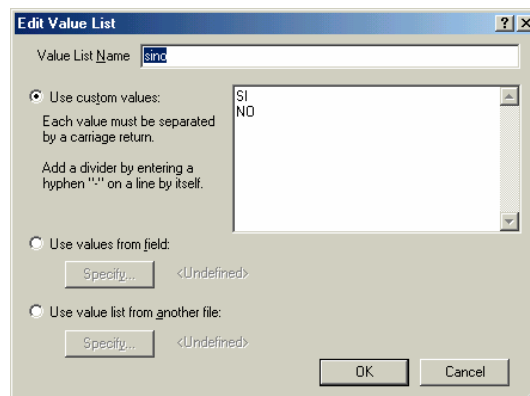 Edit Value List
Value List Name sino
Use custom values:
Each value must be separated
by a carriage return.
Add a divider by entering a
hyphen "-" on a line by itself.
SI
NO
Use values from field:
Specify... <Undefined>
Use value list from another file:
Specify... <Undefined>
OK Cancel